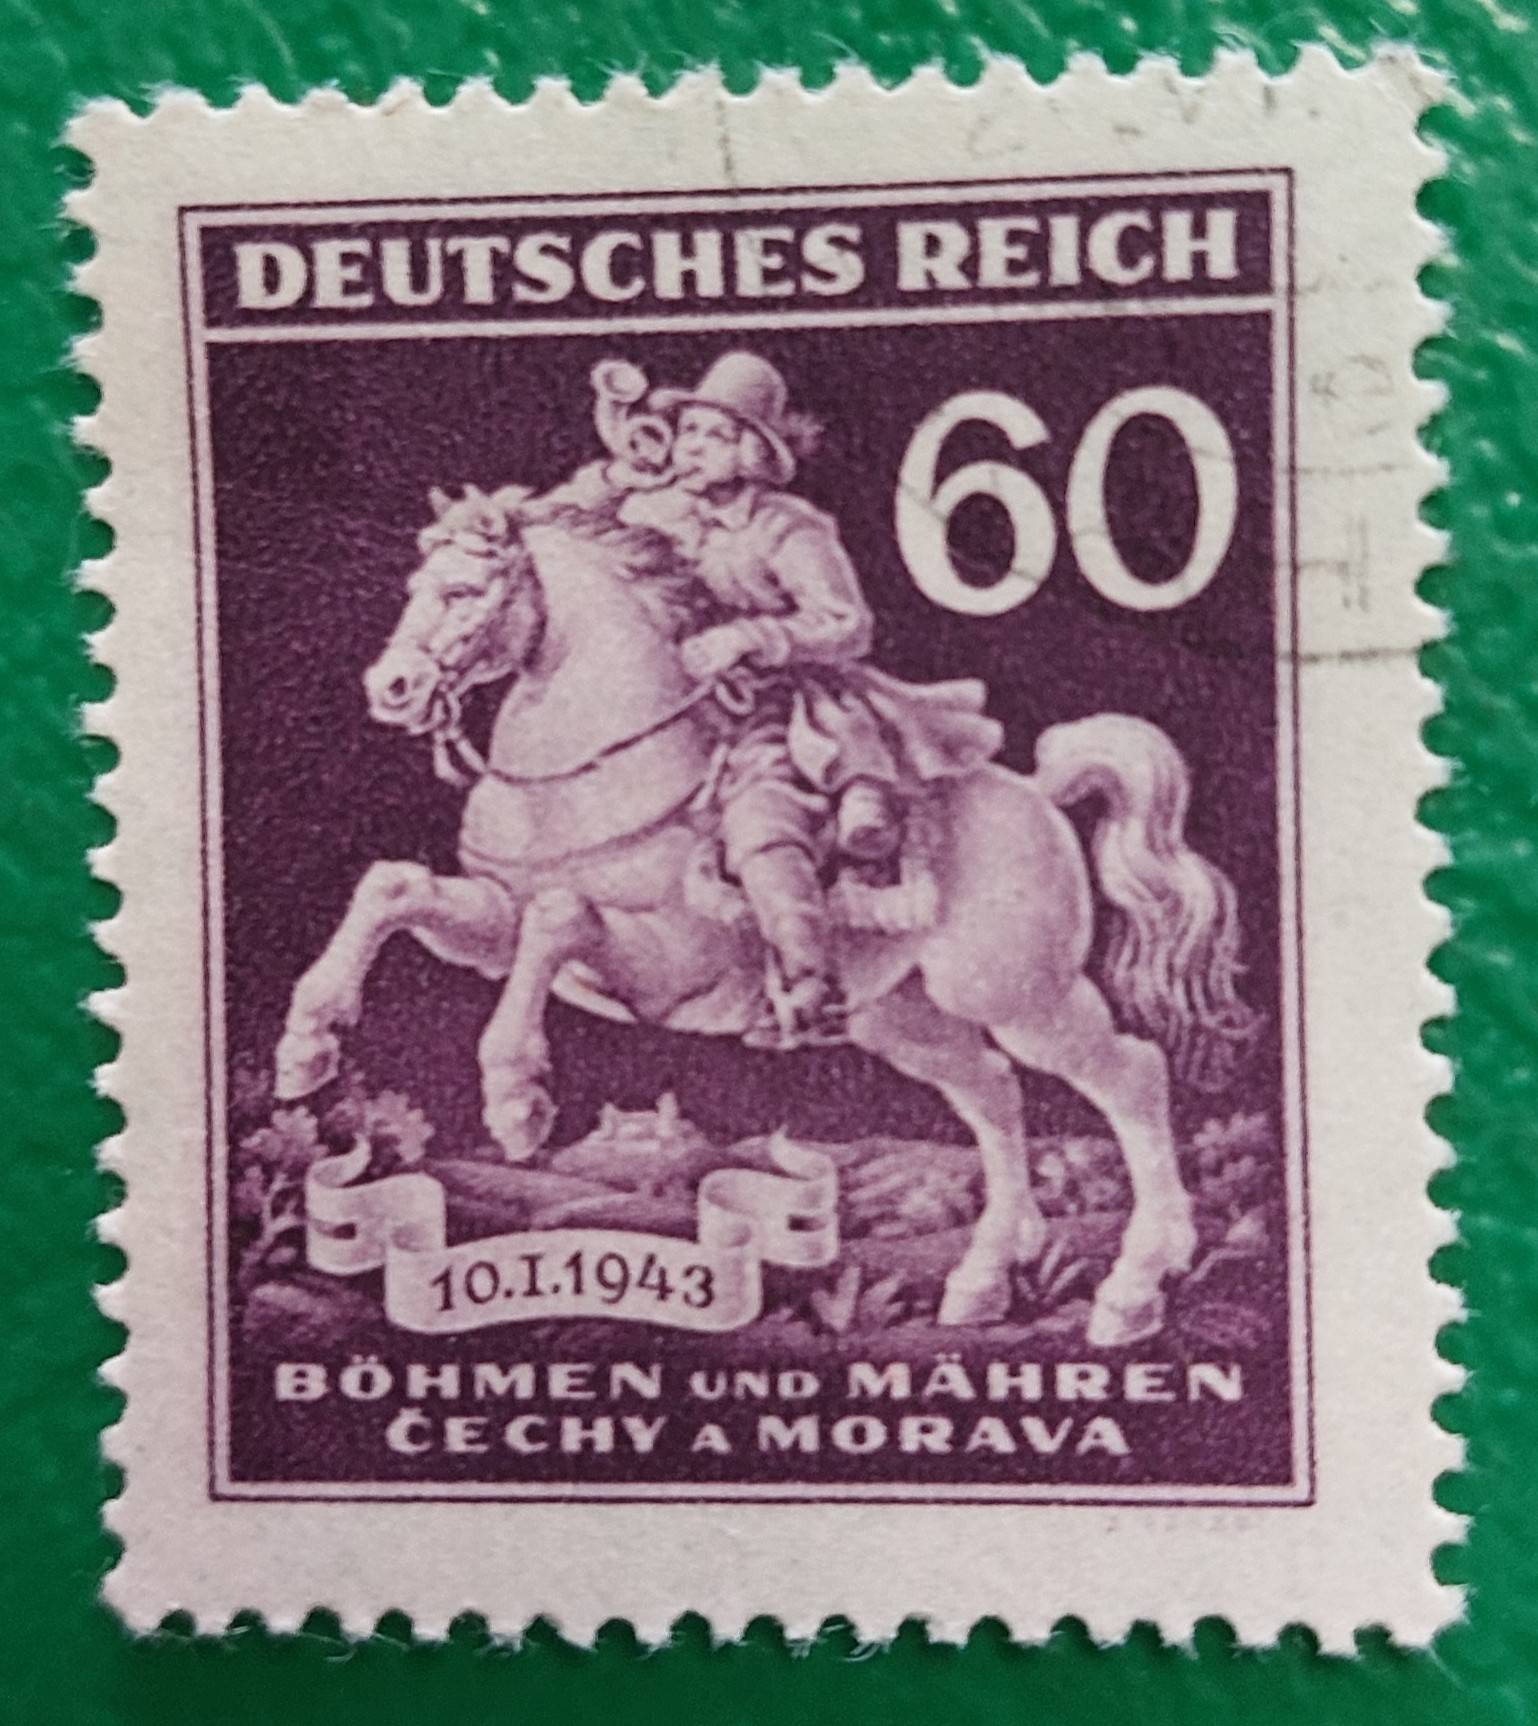 DEUTSCHES REICH
60
10.I.1943
BÖHMEN UND MÄHREN
ČECHY A MORAVA